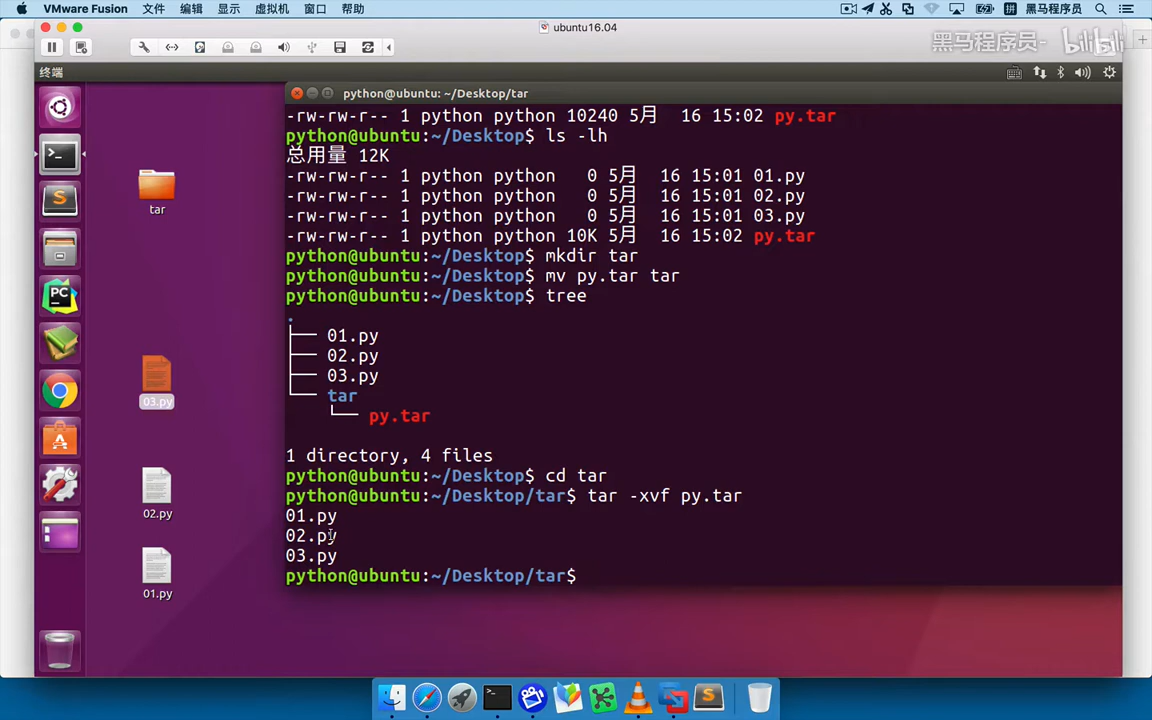 VMware Fusion 文件 编辑 显示 虚拟机 窗口 帮助 黑马程序员
ubuntu16.04
黑马程序员- bilibili
终端
python@ubuntu: ~/Desktop/tar
-rw-rw-r-- 1 python python 10240 5月 16 15:02 py.tar
python@ubuntu:~/Desktop$ ls -lh
总用量 12K
-rw-rw-r-- 1 python python 0 5月 16 15:01 01.py
-rw-rw-r-- 1 python python 0 5月 16 15:01 02.py
-rw-rw-r-- 1 python python 0 5月 16 15:01 03.py
-rw-rw-r-- 1 python python 10K 5月 16 15:02 py.tar
python@ubuntu:~/Desktop$ mkdir tar
python@ubuntu:~/Desktop$ mv py.tar tar
python@ubuntu:~/Desktop$ tree
.
├── 01.py
├── 02.py
├── 03.py
└── tar
└── py.tar
1 directory, 4 files
python@ubuntu:~/Desktop$ cd tar
python@ubuntu:~/Desktop/tar$ tar -xvf py.tar
01.py
02.py
03.py
python@ubuntu:~/Desktop/tar$
tar
03.py
02.py
01.py